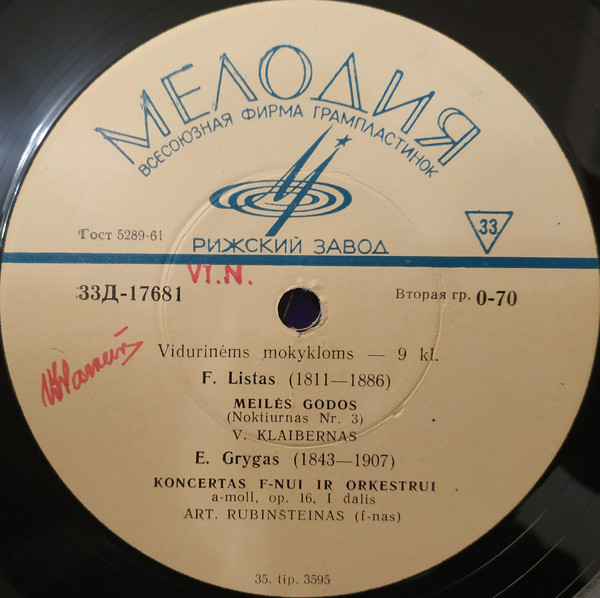 МЕЛОДИЯ
ВСЕСОЮЗНАЯ ФИРМА ГРАМПЛАСТИНОК
Гост 5289-61
33
РИЖСКИЙ ЗАВОД
VI.N.
33Д-17681
Вторая гр. 0-70
Vidurinėms mokykloms — 9 kl.
F. Listas (1811—1886)
MEILĖS GODOS
(Noktiurnas Nr. 3)
V. KLAIBERNAS
E. Grygas (1843—1907)
KONCERTAS F-NUI IR ORKESTRUI
a-moll, op. 16, I dalis
ART. RUBINŠTEINAS (f-nas)
35. tip. 3595